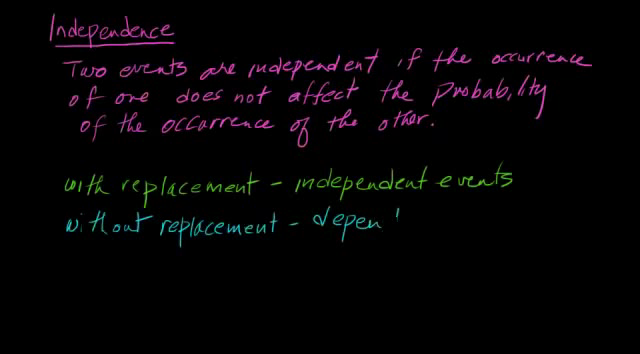 Independence
Two events are independent if the occurrence
of one does not affect the Probability
of the occurrence of the other.
with replacement - independent events
without replacement - depen